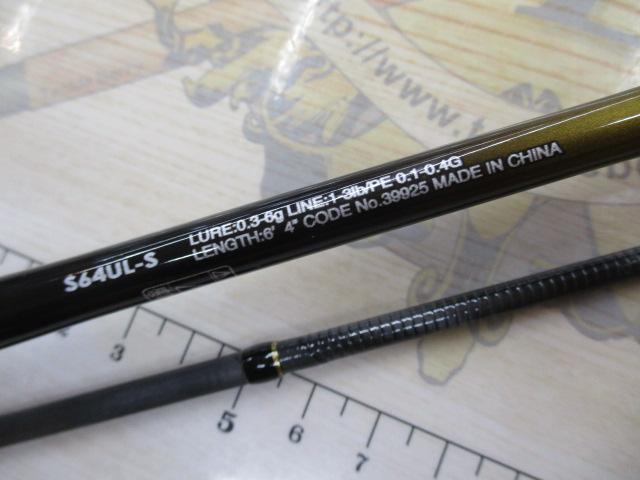 http://www.t
LURE:0.3-6g LINE:1-3lb/PE 0.1-0.4G
S64UL-S LENGTH:6' 4" CODE No.39925 MADE IN CHINA
3
5
6
7